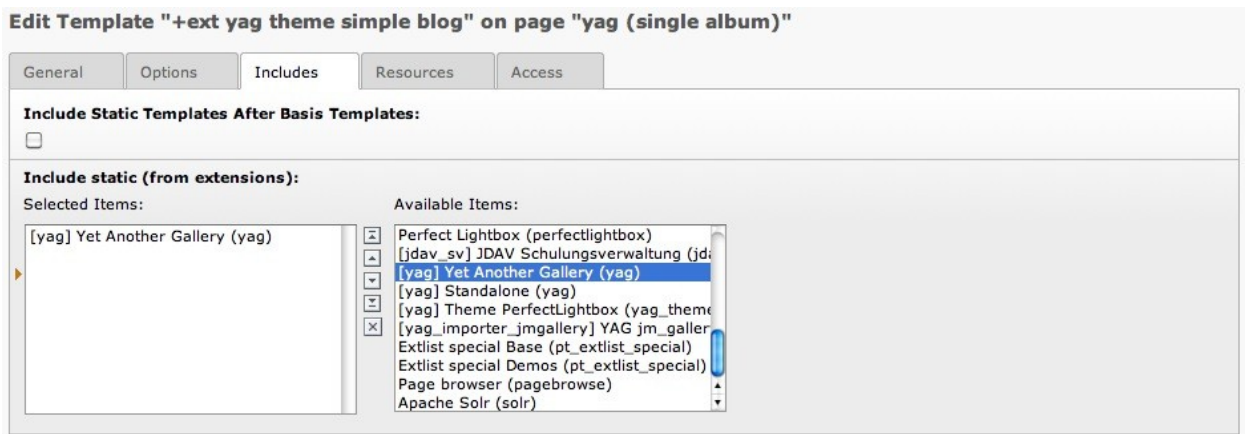 Edit Template "+ext yag theme simple blog" on page "yag (single album)"
General Options Includes Resources Access
Include Static Templates After Basis Templates:
Include static (from extensions):
Selected Items: Available Items:
[yag] Yet Another Gallery (yag)
Perfect Lightbox (perfectlightbox)
[jdav_sv] JDAV Schulungsverwaltung (jda
[yag] Yet Another Gallery (yag)
[yag] Standalone (yag)
[yag] Theme PerfectLightbox (yag_theme
[yag_importer_jmgallery] YAG jm_galler
Extlist special Base (pt_extlist_special)
Extlist special Demos (pt_extlist_special)
Page browser (pagebrowse)
Apache Solr (solr)